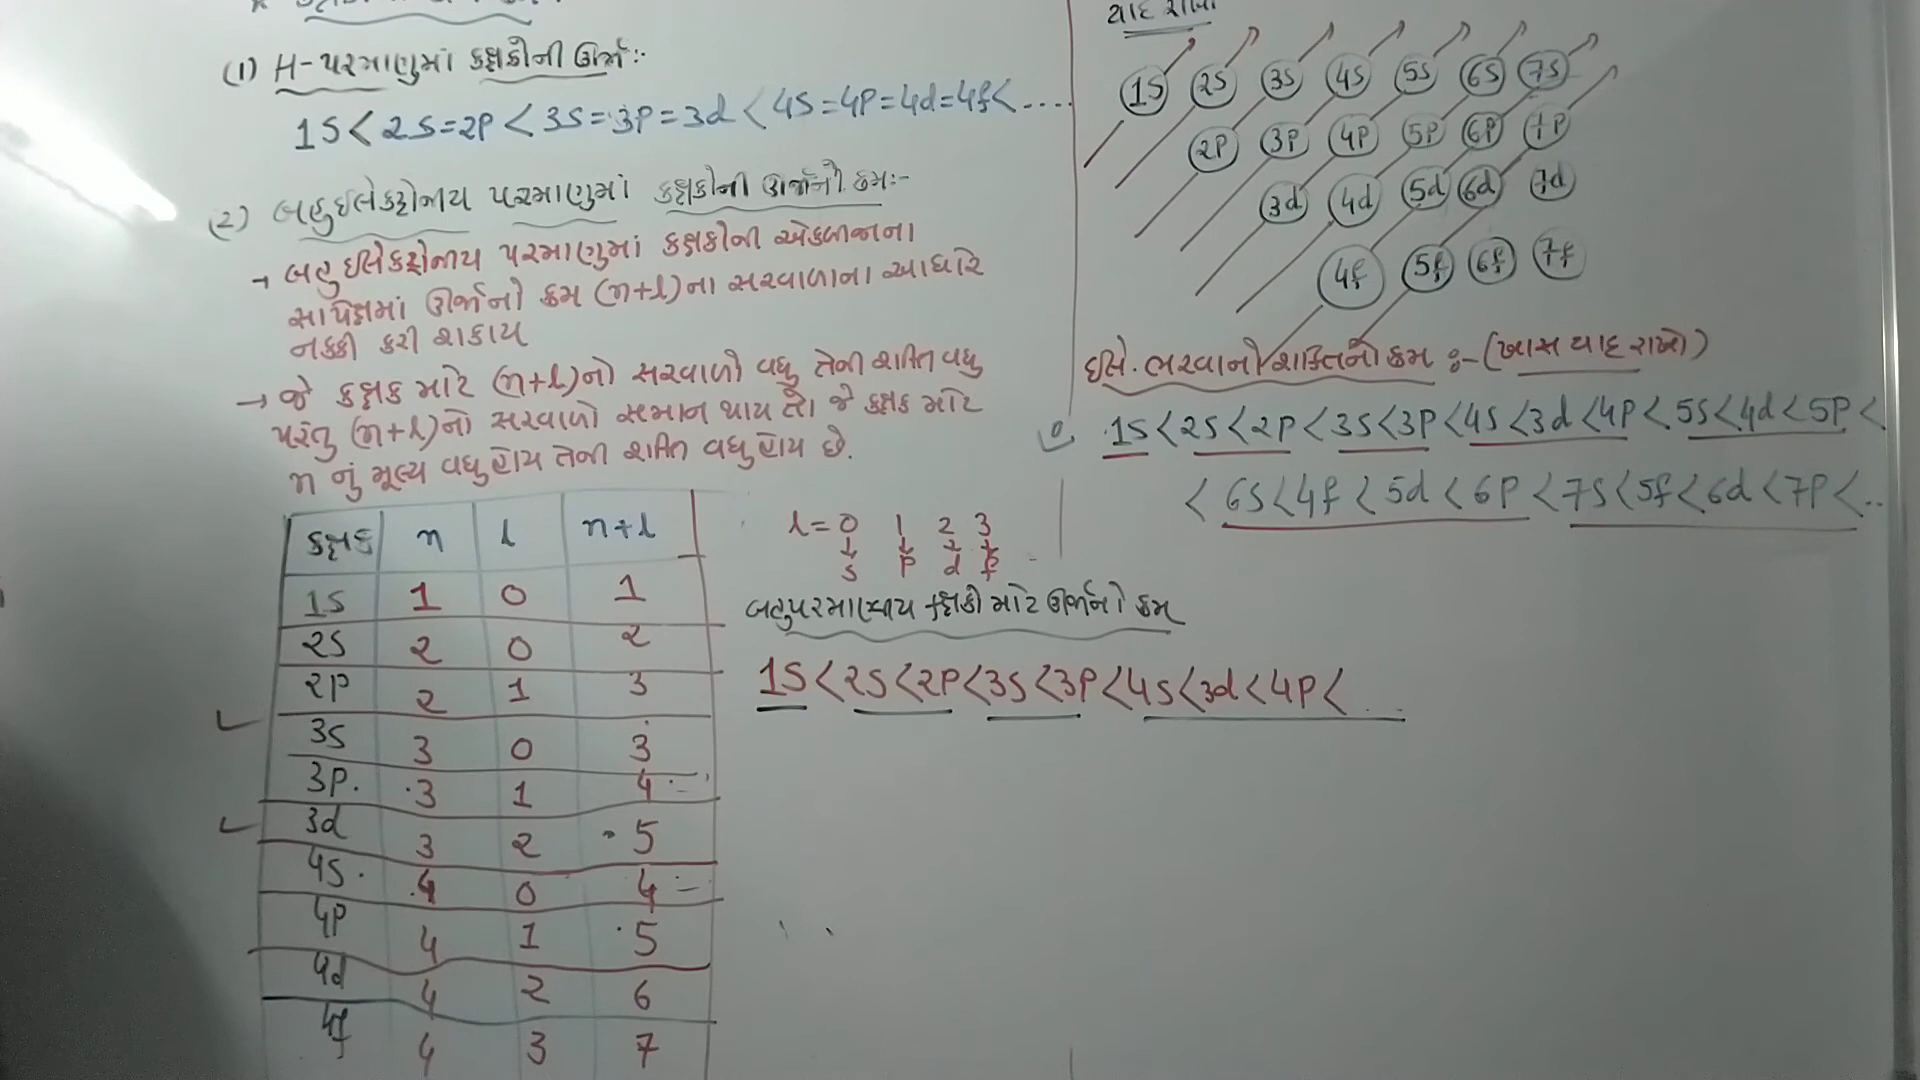 (1) H-પરમાણુમાં કક્ષકોની ઊર્જા:-
1S < 2S = 2P < 3S = 3P = 3d < 4S = 4P = 4d = 4f < ....
(2) બહુઇલેક્ટ્રોનીય પરમાણુમાં કક્ષકોની ઊર્જાનો ક્રમ:-
→ બહુઇલેક્ટ્રોનીય પરમાણુમાં કક્ષકોની એકબીજાના
સાપેક્ષમાં ઊર્જાનો ક્રમ (n+l)ના સરવાળાના આધારે
નક્કી કરી શકાય
→ જે કક્ષક માટે (n+l)નો સરવાળો વધુ તેની શક્તિ વધુ
પરંતુ (n+l)નો સરવાળો સમાન થાય તો જે કક્ષક માટે
n નું મૂલ્ય વધુ હોય તેની શક્તિ વધુ હોય છે.
કક્ષક n l n+l
1S 1 0 1
2S 2 0 2
2P 2 1 3
3S 3 0 3
3P. 3 1 4
3d 3 2 5
4S 4 0 4
4P 4 1 5
4d 4 2 6
4f 4 3 7
l = 0 1 2 3
↓ ↓ ↓ ↓
s p d f
માટે ઊર્જાનો ક્રમ
1S < 2S < 2P < 3S < 3P < 4S < 3d < 4P < ...
યાદ રાખો
1S 2S 3S 4S 5S 6S 7S
2P 3P 4P 5P 6P 7P
3d 4d 5d 6d 7d
4f 5f 6f 7f
ઈલે. ભરવાનો શક્તિનો ક્રમ :- (ખાસ યાદ રાખો)
1S < 2S < 2P < 3S < 3P < 4S < 3d < 4P < 5S < 4d < 5P <
< 6S < 4f < 5d < 6P < 7S < 5f < 6d < 7P < ..